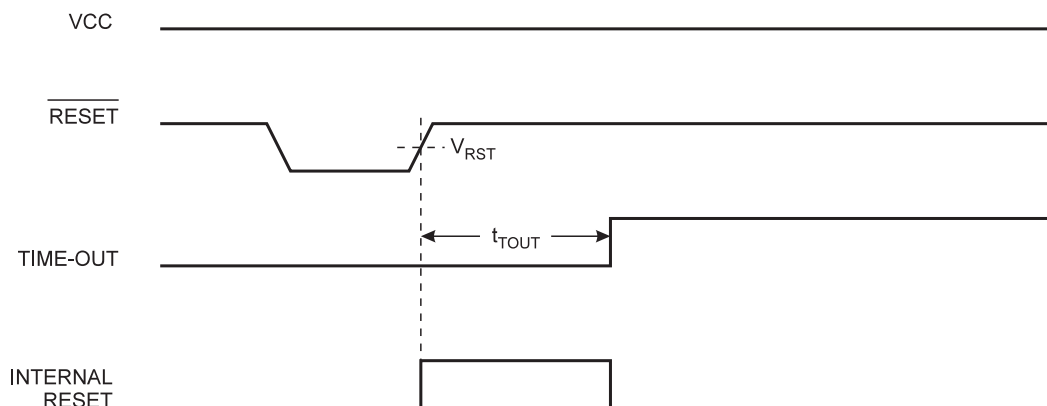 VCC
RESET
VRST
tTOUT
TIME-OUT
INTERNAL
RESET